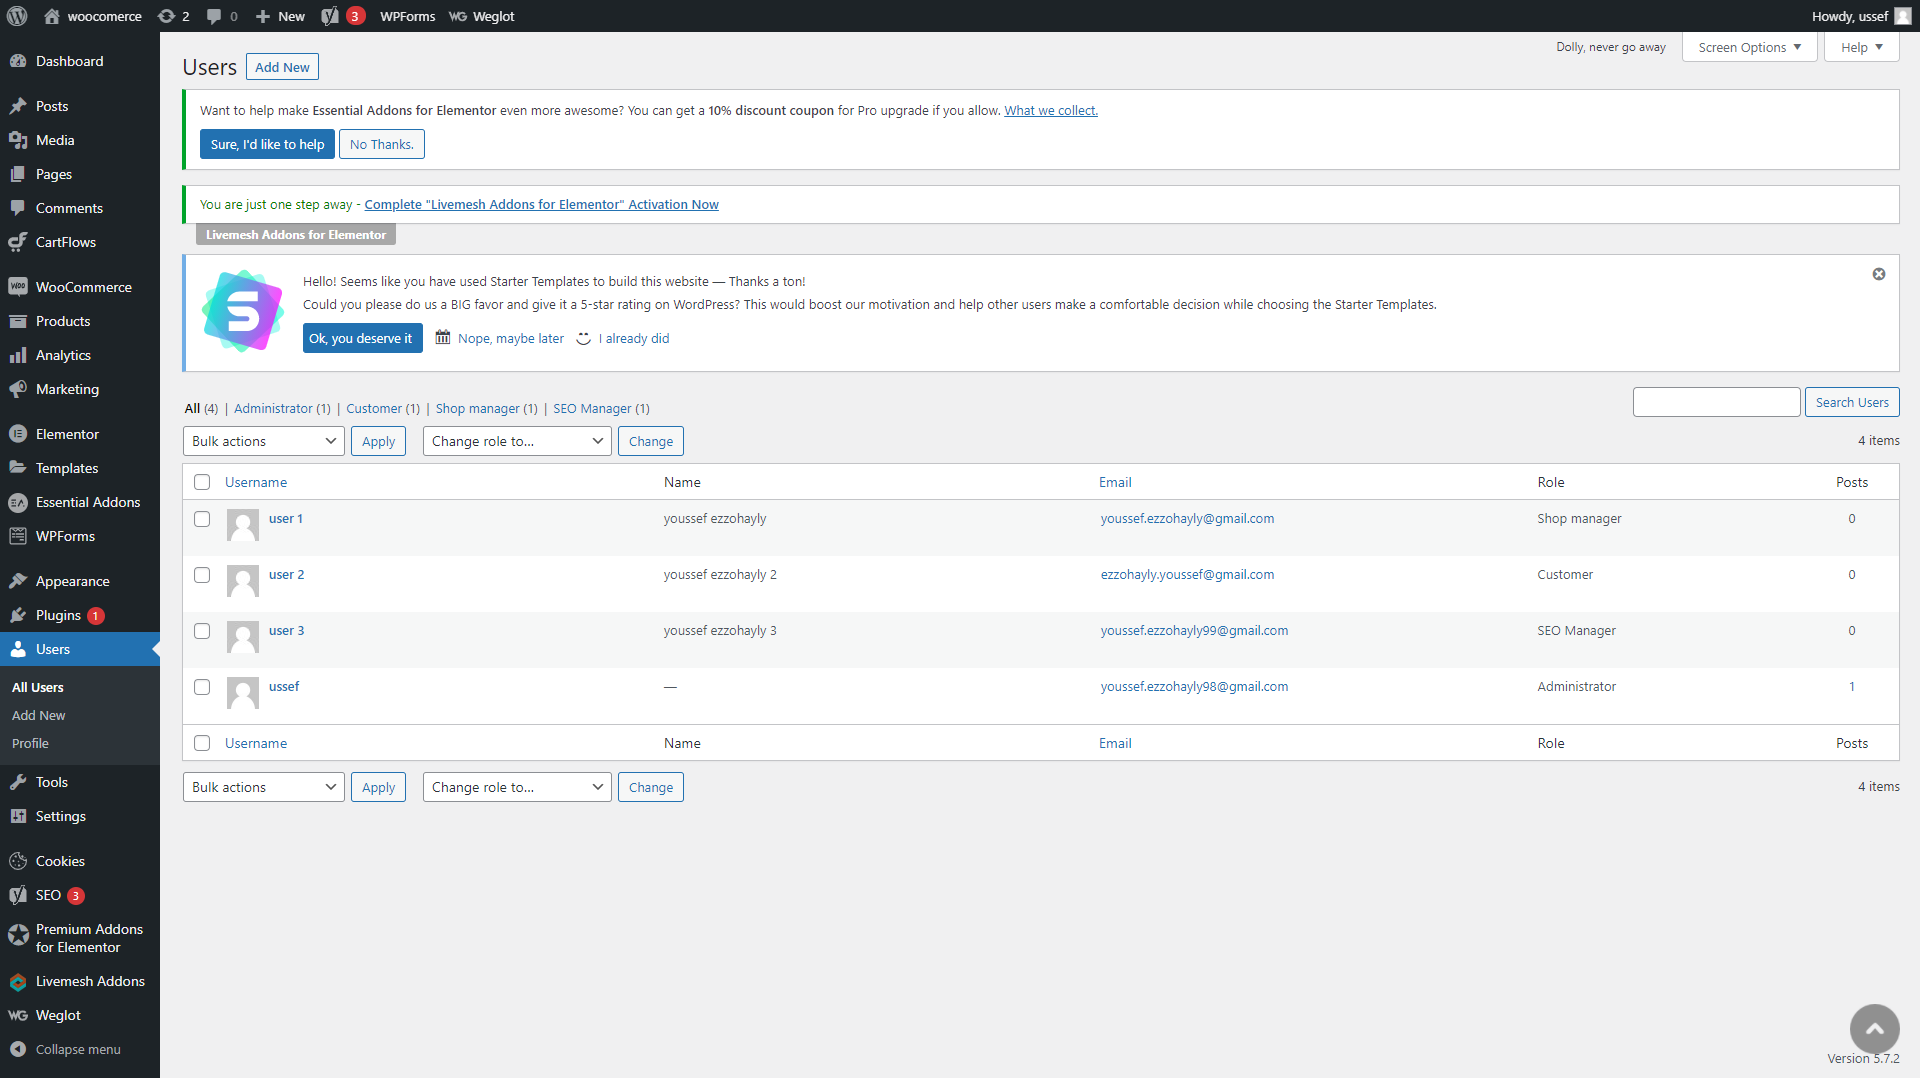 woocomerce 2 0 New 3 WPForms WG Weglot Howdy, ussef
Dashboard
Posts
Media
Pages
Comments
CartFlows
WooCommerce
Products
Analytics
Marketing
Elementor
Templates
Essential Addons
WPForms
Appearance
Plugins 1
Users
All Users
Add New
Profile
Tools
Settings
Cookies
SEO 3
Premium Addons
for Elementor
Livemesh Addons
WG Weglot
Collapse menu
Dolly, never go away Screen Options Help
Users Add New
Want to help make Essential Addons for Elementor even more awesome? You can get a 10% discount coupon for Pro upgrade if you allow. What we collect.
Sure, I'd like to help No Thanks.
You are just one step away - Complete "Livemesh Addons for Elementor" Activation Now
Livemesh Addons for Elementor
Hello! Seems like you have used Starter Templates to build this website — Thanks a ton!
Could you please do us a BIG favor and give it a 5-star rating on WordPress? This would boost our motivation and help other users make a comfortable decision while choosing the Starter Templates.
Ok, you deserve it Nope, maybe later I already did
All (4) | Administrator (1) | Customer (1) | Shop manager (1) | SEO Manager (1) Search Users
Bulk actions Apply Change role to... Change 4 items
Username Name Email Role Posts
user 1 youssef ezzohayly youssef.ezzohayly@gmail.com Shop manager 0
user 2 youssef ezzohayly 2 ezzohayly.youssef@gmail.com Customer 0
user 3 youssef ezzohayly 3 youssef.ezzohayly99@gmail.com SEO Manager 0
ussef — youssef.ezzohayly98@gmail.com Administrator 1
Username Name Email Role Posts
Bulk actions Apply Change role to... Change 4 items
Version 5.7.2